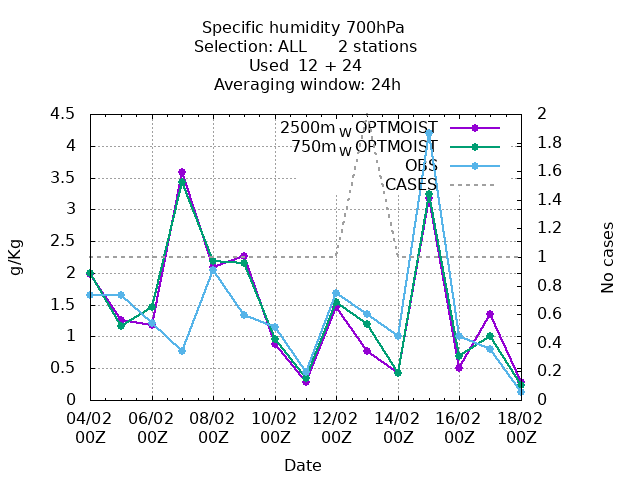 Specific humidity 700hPa
Selection: ALL      2 stations
Used  12 + 24
Averaging window: 24h
4.5
4
3.5
3
2.5
2
1.5
1
0.5
0
2
1.8
1.6
1.4
1.2
1
0.8
0.6
0.4
0.2
0
g/Kg
No cases
2500m W OPTMOIST
750m W OPTMOIST
OBS
CASES
04/02 06/02 08/02 10/02 12/02 14/02 16/02 18/02
00Z 00Z 00Z 00Z 00Z 00Z 00Z 00Z
Date